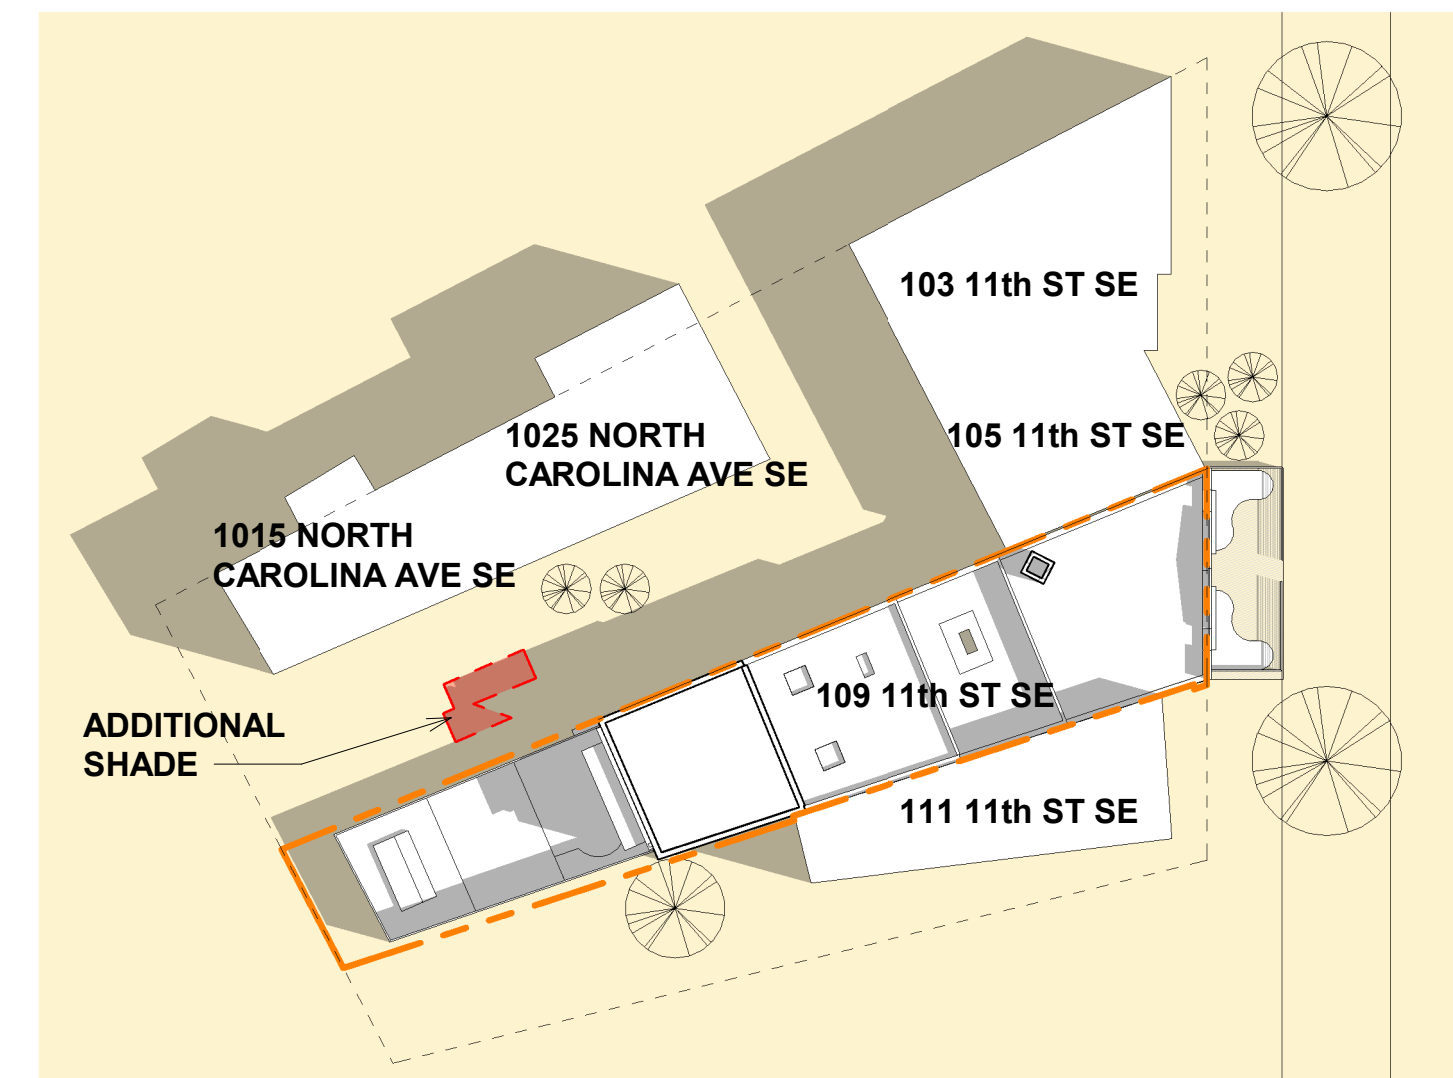 103 11th ST SE
105 11th ST SE
1025 NORTH
CAROLINA AVE SE
1015 NORTH
CAROLINA AVE SE
109 11th ST SE
ADDITIONAL
SHADE
111 11th ST SE